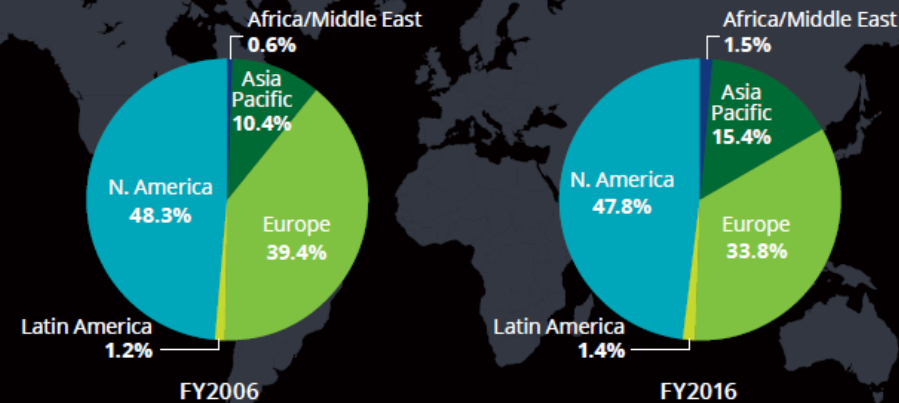 Africa/Middle East
0.6%
Asia
Pacific
10.4%
N. America
48.3%
Europe
39.4%
Latin America
1.2%
FY2006
Africa/Middle East
1.5%
Asia
Pacific
15.4%
N. America
47.8%
Europe
33.8%
Latin America
1.4%
FY2016